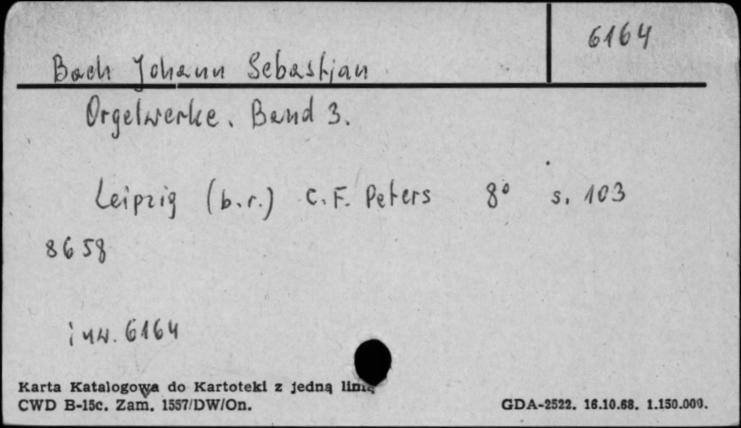 6164
Bach Johann Sebastian
Orgelwerke. Band 3.
Leipzig (b.r.) C.F. Peters 8° s. 103
8658
inw. 6164
Karta Katalogowa do Kartoteki z jedną linią
CWD B-15c. Zam. 1557/DW/On.
GDA-2522. 16.10.68. 1.150.000.